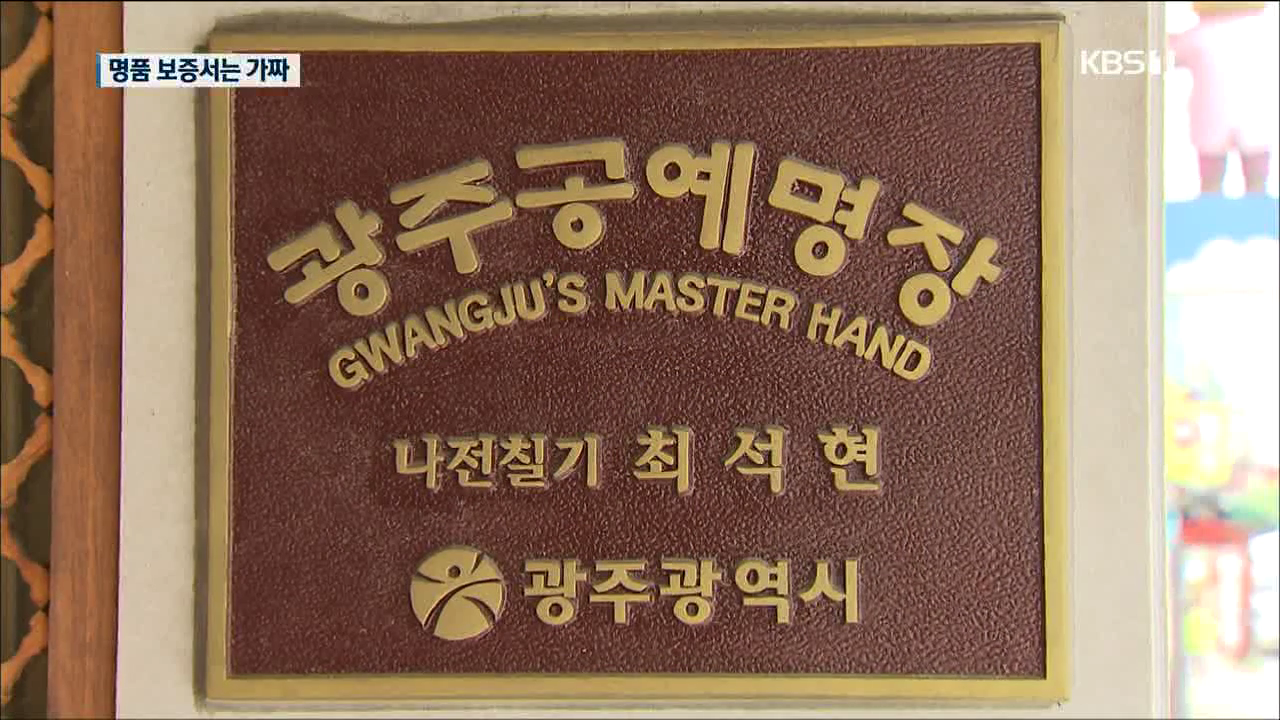 명품 보증서는 가짜
KBS1
광주공예명장
GWANGJU'S MASTER HAND
나전칠기 최석현
광주광역시